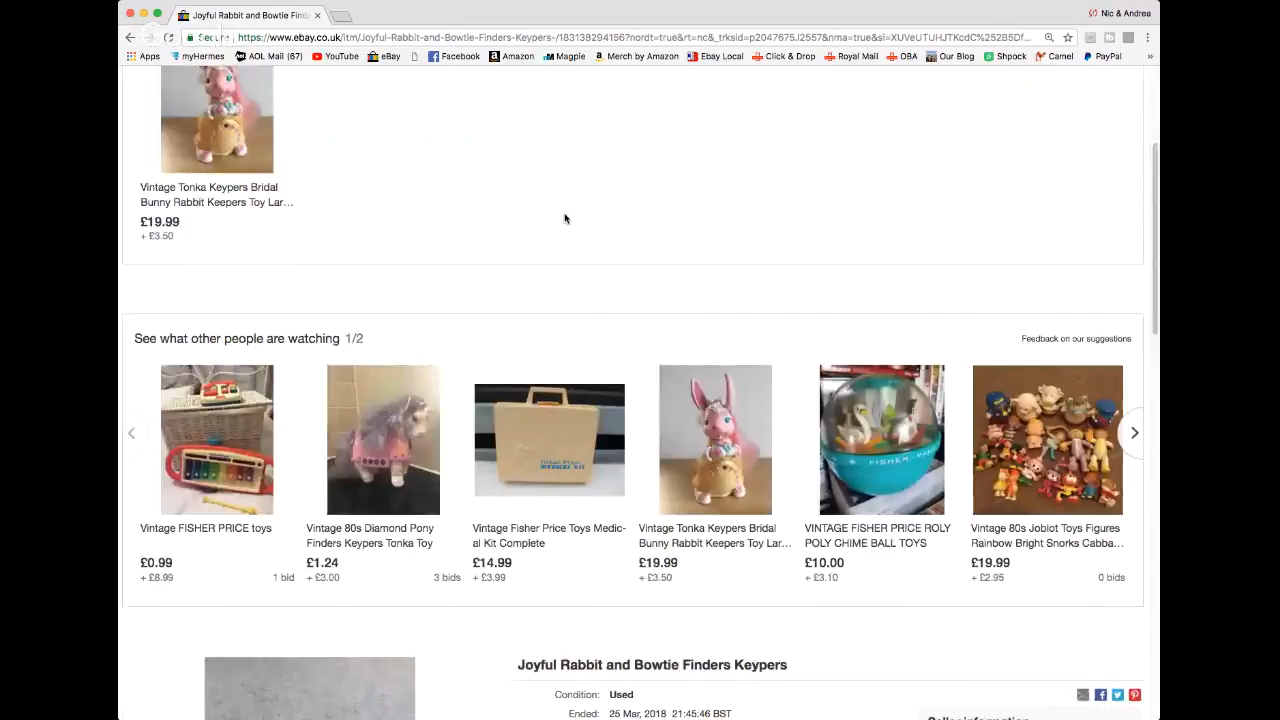 Joyful Rabbit and Bowtie Finde
Nic & Andrea
Secure
https://www.ebay.co.uk/itm/Joyful-Rabbit-and-Bowtie-Finders-Keypers-/183138294156?nordt=true&rt=nc&_trksid=p2047675.l2557&nma=true&si=XUVeUTUHJTKcdC%252B5Df...
Apps myHermes AOL Mail (67) YouTube eBay Facebook Amazon Magpie Merch by Amazon Ebay Local Click & Drop Royal Mail OBA Our Blog Shpock Camel PayPal »
Vintage Tonka Keypers Bridal
Bunny Rabbit Keepers Toy Lar...
£19.99
+ £3.50
See what other people are watching 1/2
Feedback on our suggestions
FISHER-PRICE
MEDICAL KIT
Vintage FISHER PRICE toys
£0.99
+ £8.99 1 bid
Vintage 80s Diamond Pony
Finders Keypers Tonka Toy
£1.24
+ £3.00 3 bids
Vintage Fisher Price Toys Medic-
al Kit Complete
£14.99
+ £3.99
Vintage Tonka Keypers Bridal
Bunny Rabbit Keepers Toy Lar...
£19.99
+ £3.50
VINTAGE FISHER PRICE ROLY
POLY CHIME BALL TOYS
£10.00
+ £3.10
Vintage 80s Joblot Toys Figures
Rainbow Bright Snorks Cabba...
£19.99
+ £2.95 0 bids
Joyful Rabbit and Bowtie Finders Keypers
Condition: Used
Ended: 25 Mar, 2018 21:45:46 BST
Seller information